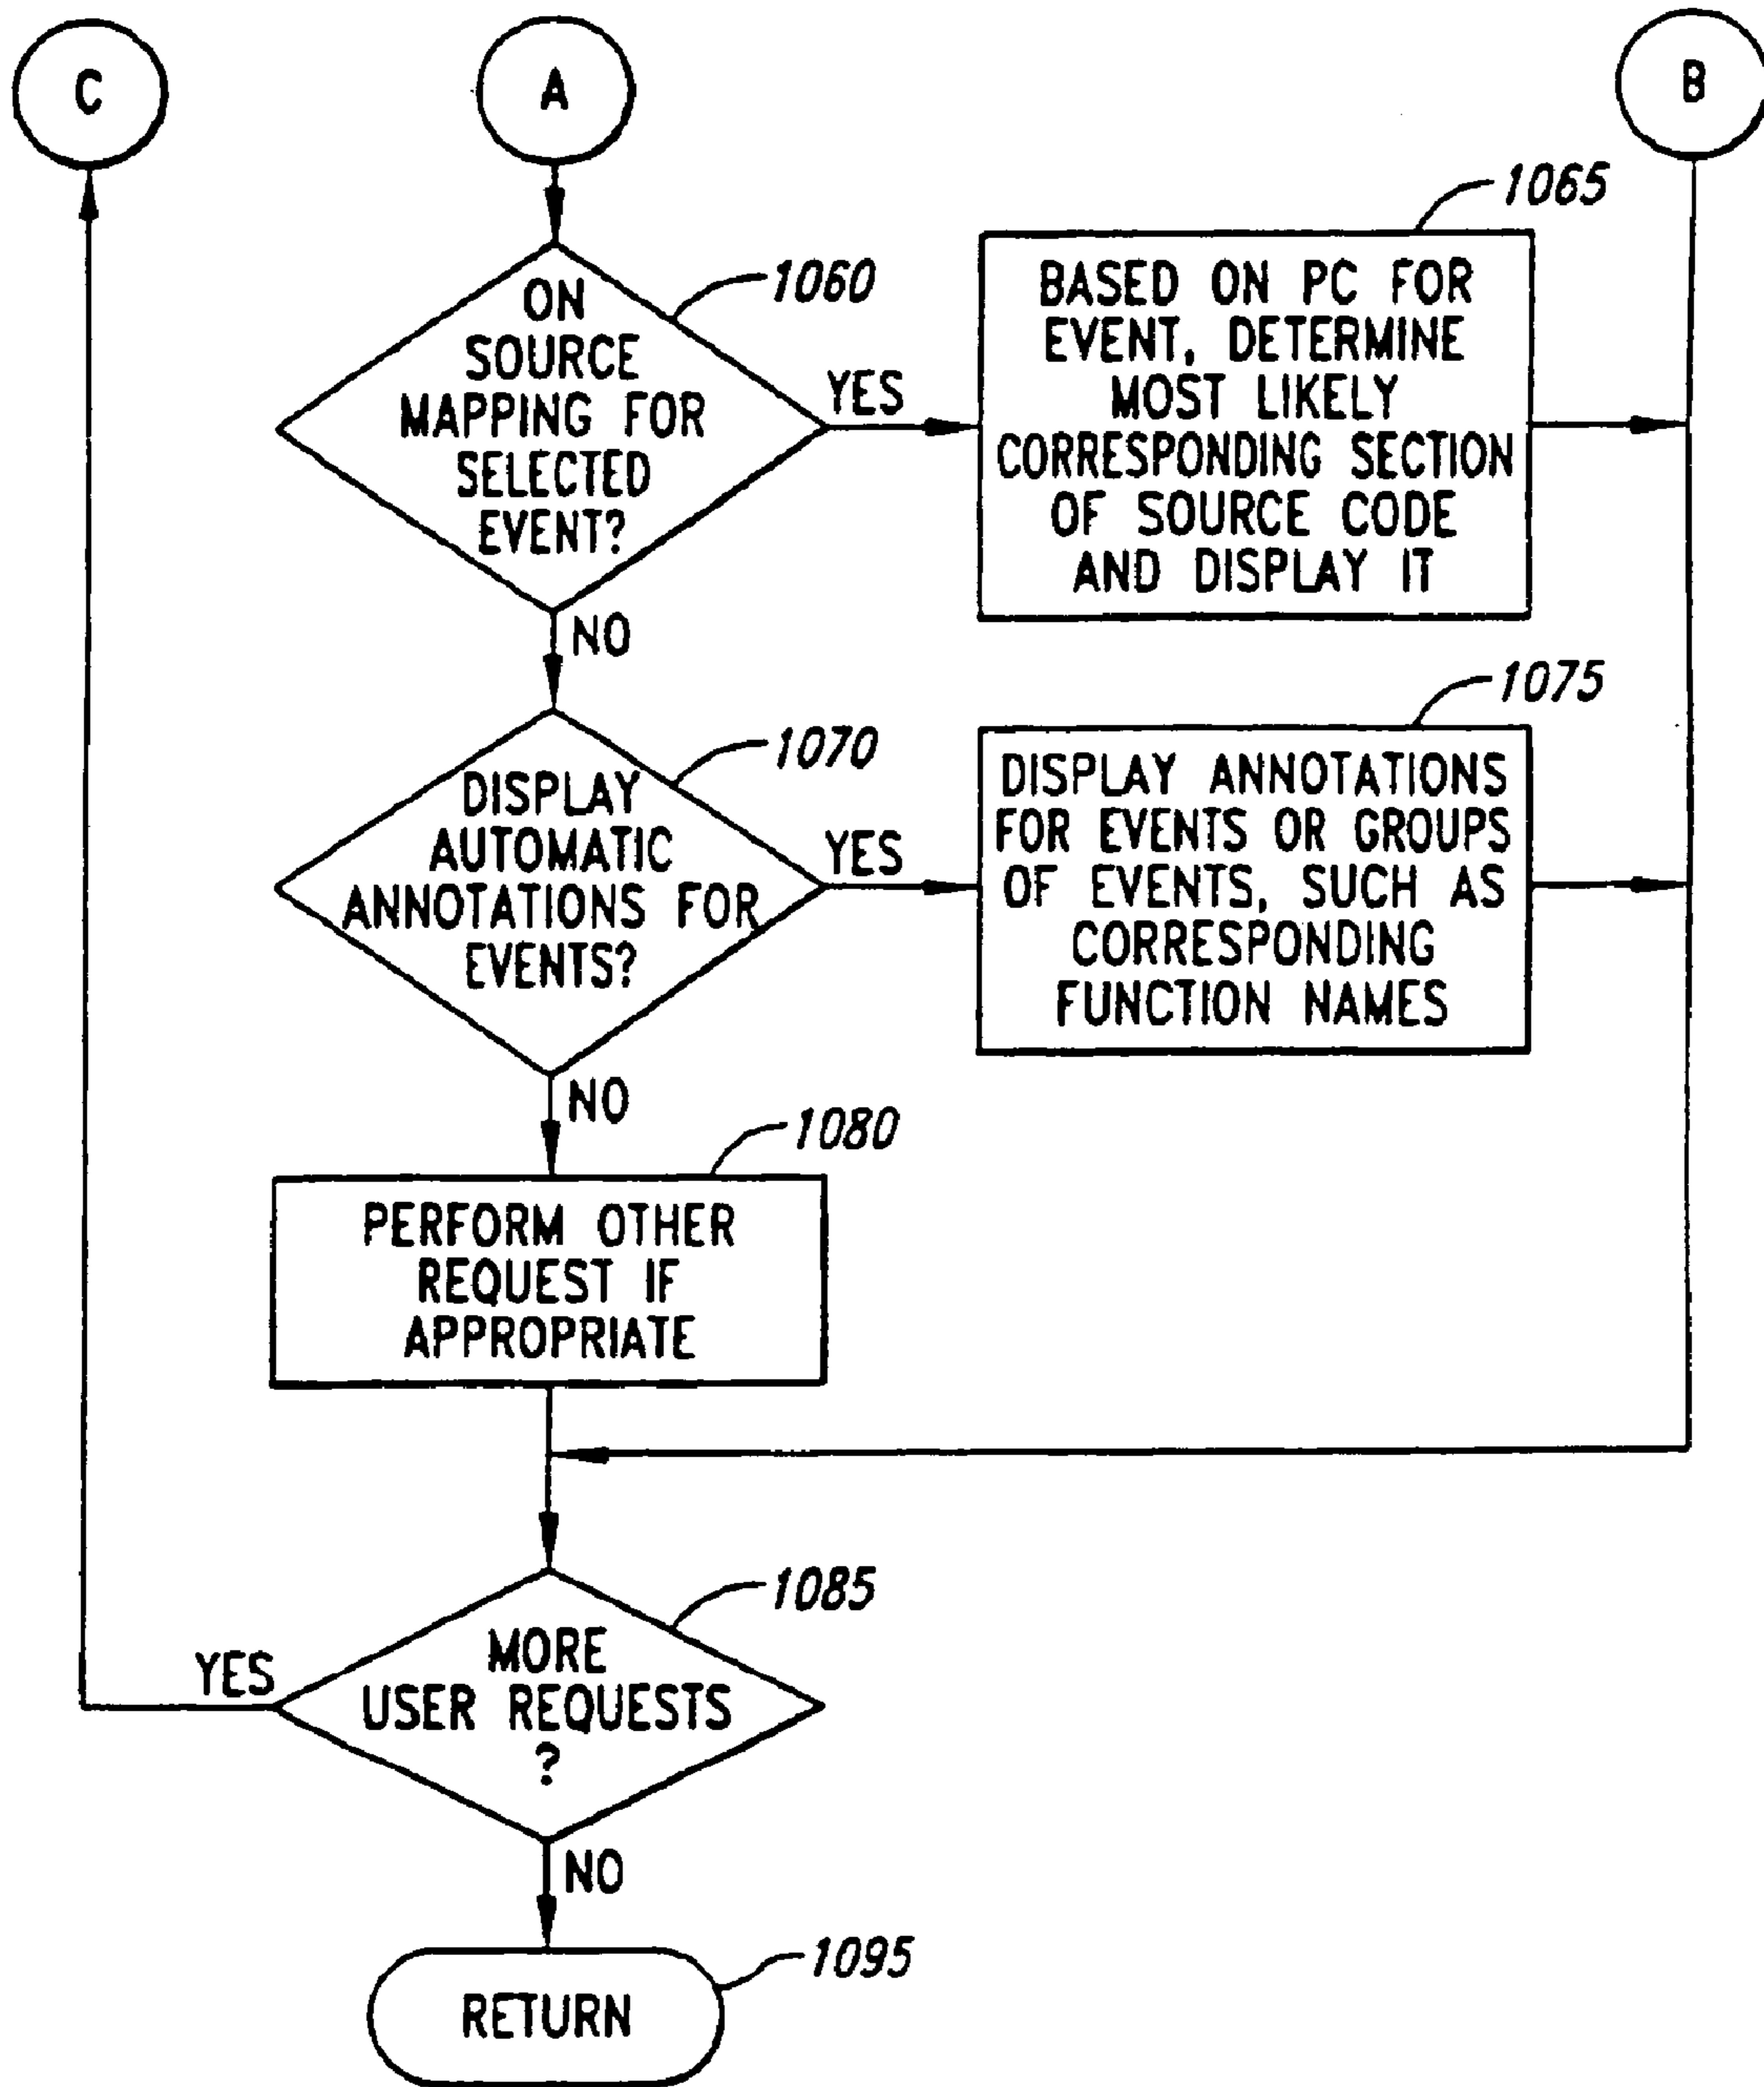 C
A
B
1060
ON
SOURCE
MAPPING FOR
SELECTED
EVENT?
YES
NO
1065
BASED ON PC FOR
EVENT, DETERMINE
MOST LIKELY
CORRESPONDING SECTION
OF SOURCE CODE
AND DISPLAY IT
1070
DISPLAY
AUTOMATIC
ANNOTATIONS FOR
EVENTS?
YES
NO
1075
DISPLAY ANNOTATIONS
FOR EVENTS OR GROUPS
OF EVENTS, SUCH AS
CORRESPONDING
FUNCTION NAMES
1080
PERFORM OTHER
REQUEST IF
APPROPRIATE
1085
MORE
USER REQUESTS
?
YES
NO
1095
RETURN